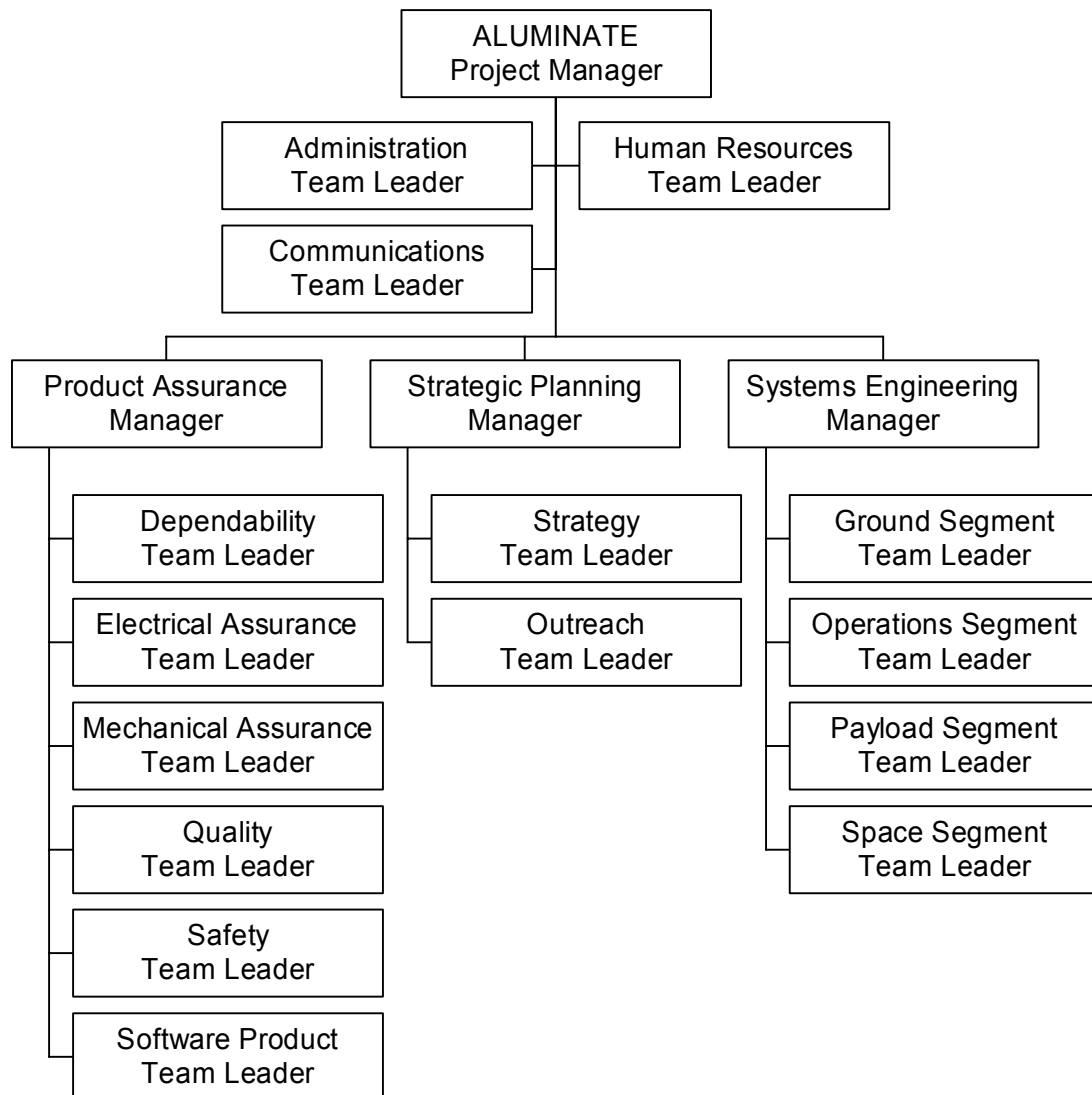 ALUMINATE
Project Manager
Administration
Team Leader
Human Resources
Team Leader
Communications
Team Leader
Product Assurance
Manager
Strategic Planning
Manager
Systems Engineering
Manager
Dependability
Team Leader
Electrical Assurance
Team Leader
Mechanical Assurance
Team Leader
Quality
Team Leader
Safety
Team Leader
Software Product
Team Leader
Strategy
Team Leader
Outreach
Team Leader
Ground Segment
Team Leader
Operations Segment
Team Leader
Payload Segment
Team Leader
Space Segment
Team Leader